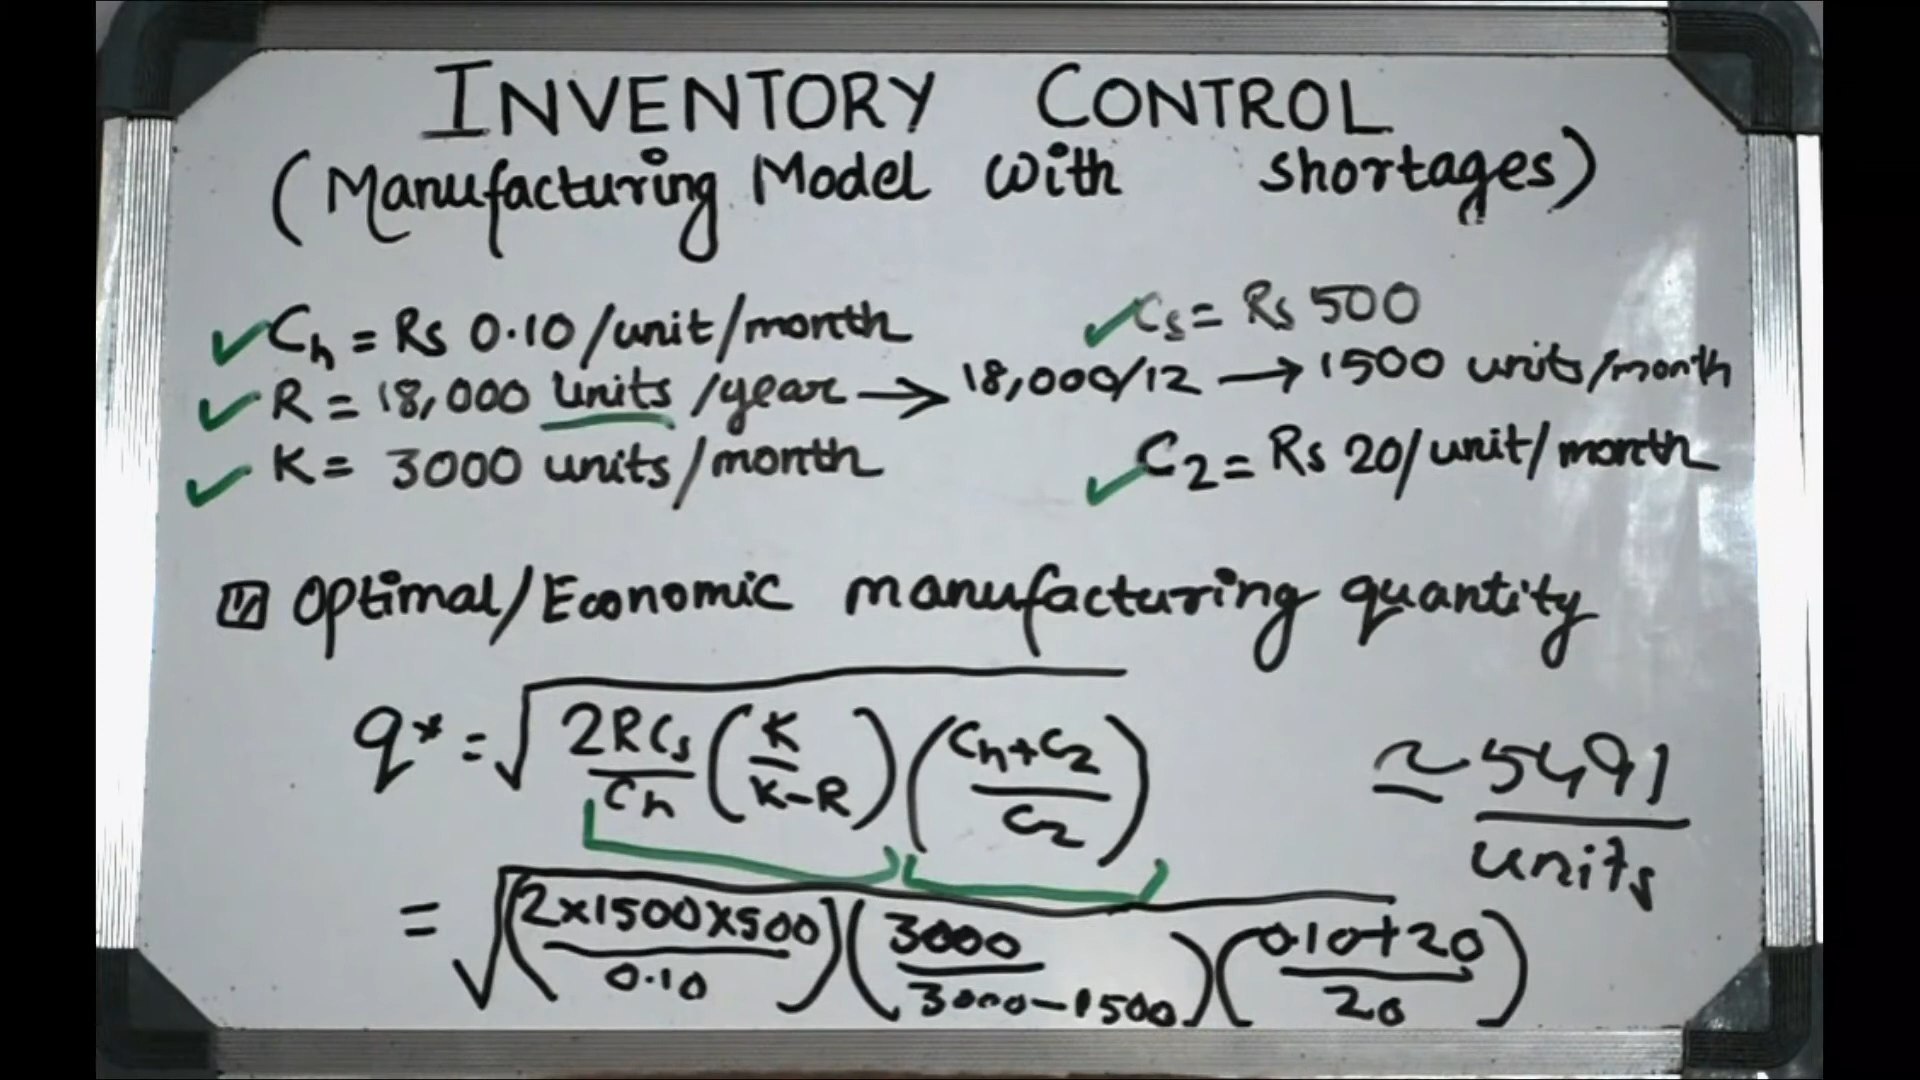 INVENTORY CONTROL
(Manufacturing Model with shortages)
✓ Ch = Rs 0.10/unit/month
✓ Cs = Rs 500
✓ R = 18,000 units /year → 18,000/12 → 1500 units/month
✓ K = 3000 units/month
✓ C2 = Rs 20/unit/month
Optimal/Economic manufacturing quantity
q* = √ 2RCs/Ch (K/K-R) (Ch+C2/C2)
≃ 5491 units
= √ (2×1500×500/0.10) (3000/3000-1500) (0.10+20/20)